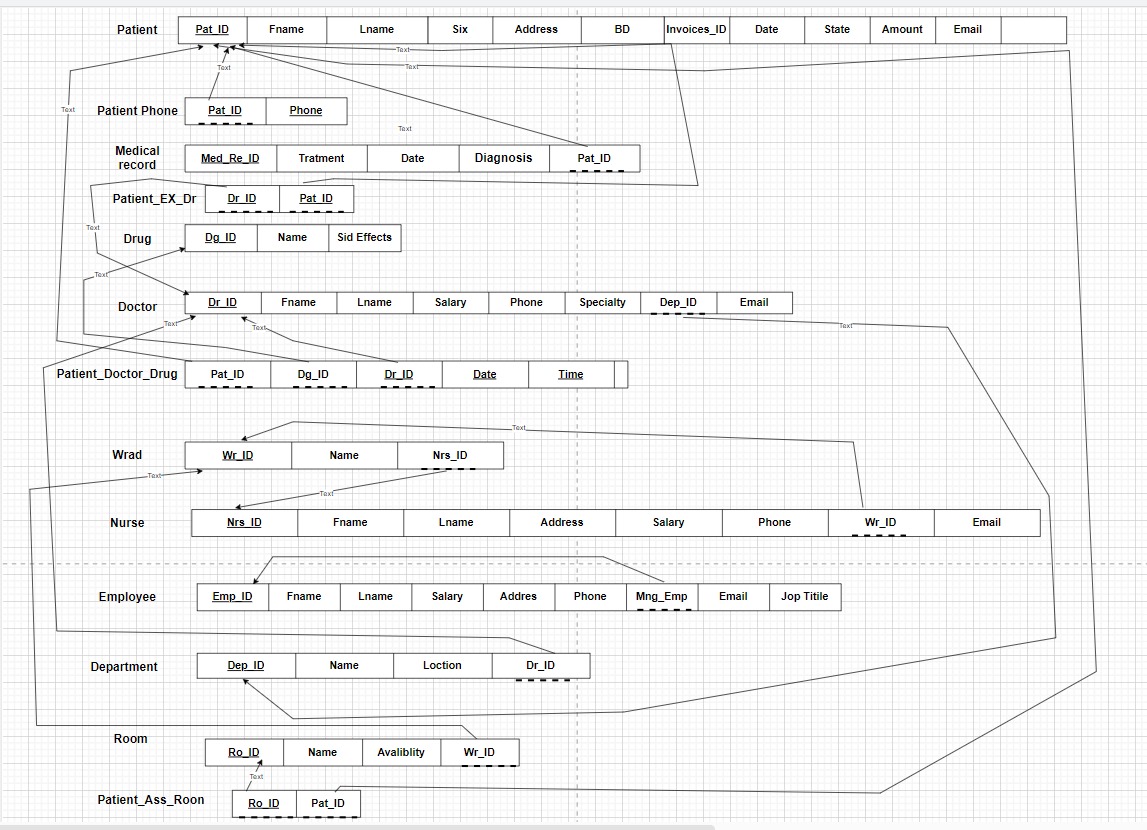 Patient Pat_ID Fname Lname Six Address BD Invoices_ID Date State Amount Email
Text
Text
Text
Text
Patient Phone Pat_ID Phone
Text
Medical
record
Med_Re_ID Tratment Date Diagnosis Pat_ID
Patient_EX_Dr Dr_ID Pat_ID
Text
Drug Dg_ID Name Sid Effects
Text
Doctor Dr_ID Fname Lname Salary Phone Specialty Dep_ID Email
Text
Text
Text
Patient_Doctor_Drug Pat_ID Dg_ID Dr_ID Date Time
Text
Wrad Wr_ID Name Nrs_ID
Text
Text
Nurse Nrs_ID Fname Lname Address Salary Phone Wr_ID Email
Employee Emp_ID Fname Lname Salary Addres Phone Mng_Emp Email Jop Titile
Department Dep_ID Name Loction Dr_ID
Room Ro_ID Name Avaliblity Wr_ID
Text
Patient_Ass_Roon Ro_ID Pat_ID